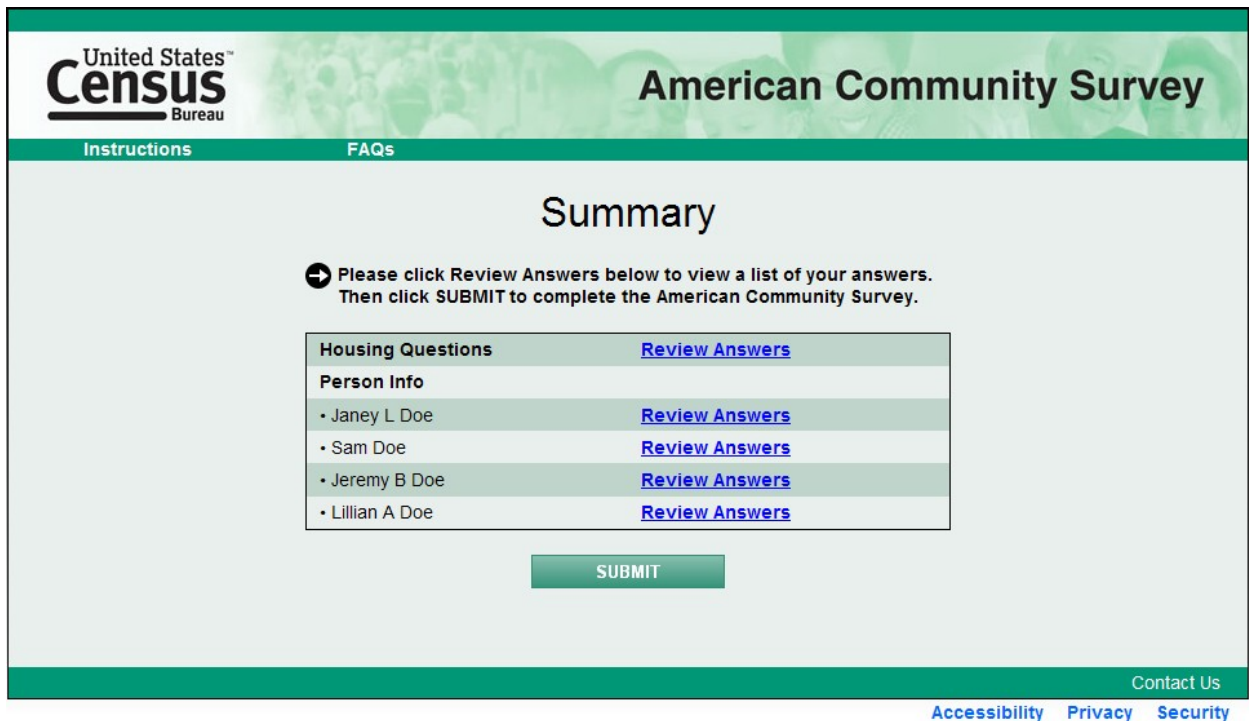 United States™
Census
Bureau
American Community Survey
Instructions FAQs
Summary
Please click Review Answers below to view a list of your answers.
Then click SUBMIT to complete the American Community Survey.
Housing Questions Review Answers
Person Info
• Janey L Doe Review Answers
• Sam Doe Review Answers
• Jeremy B Doe Review Answers
• Lillian A Doe Review Answers
SUBMIT
Contact Us
Accessibility Privacy Security